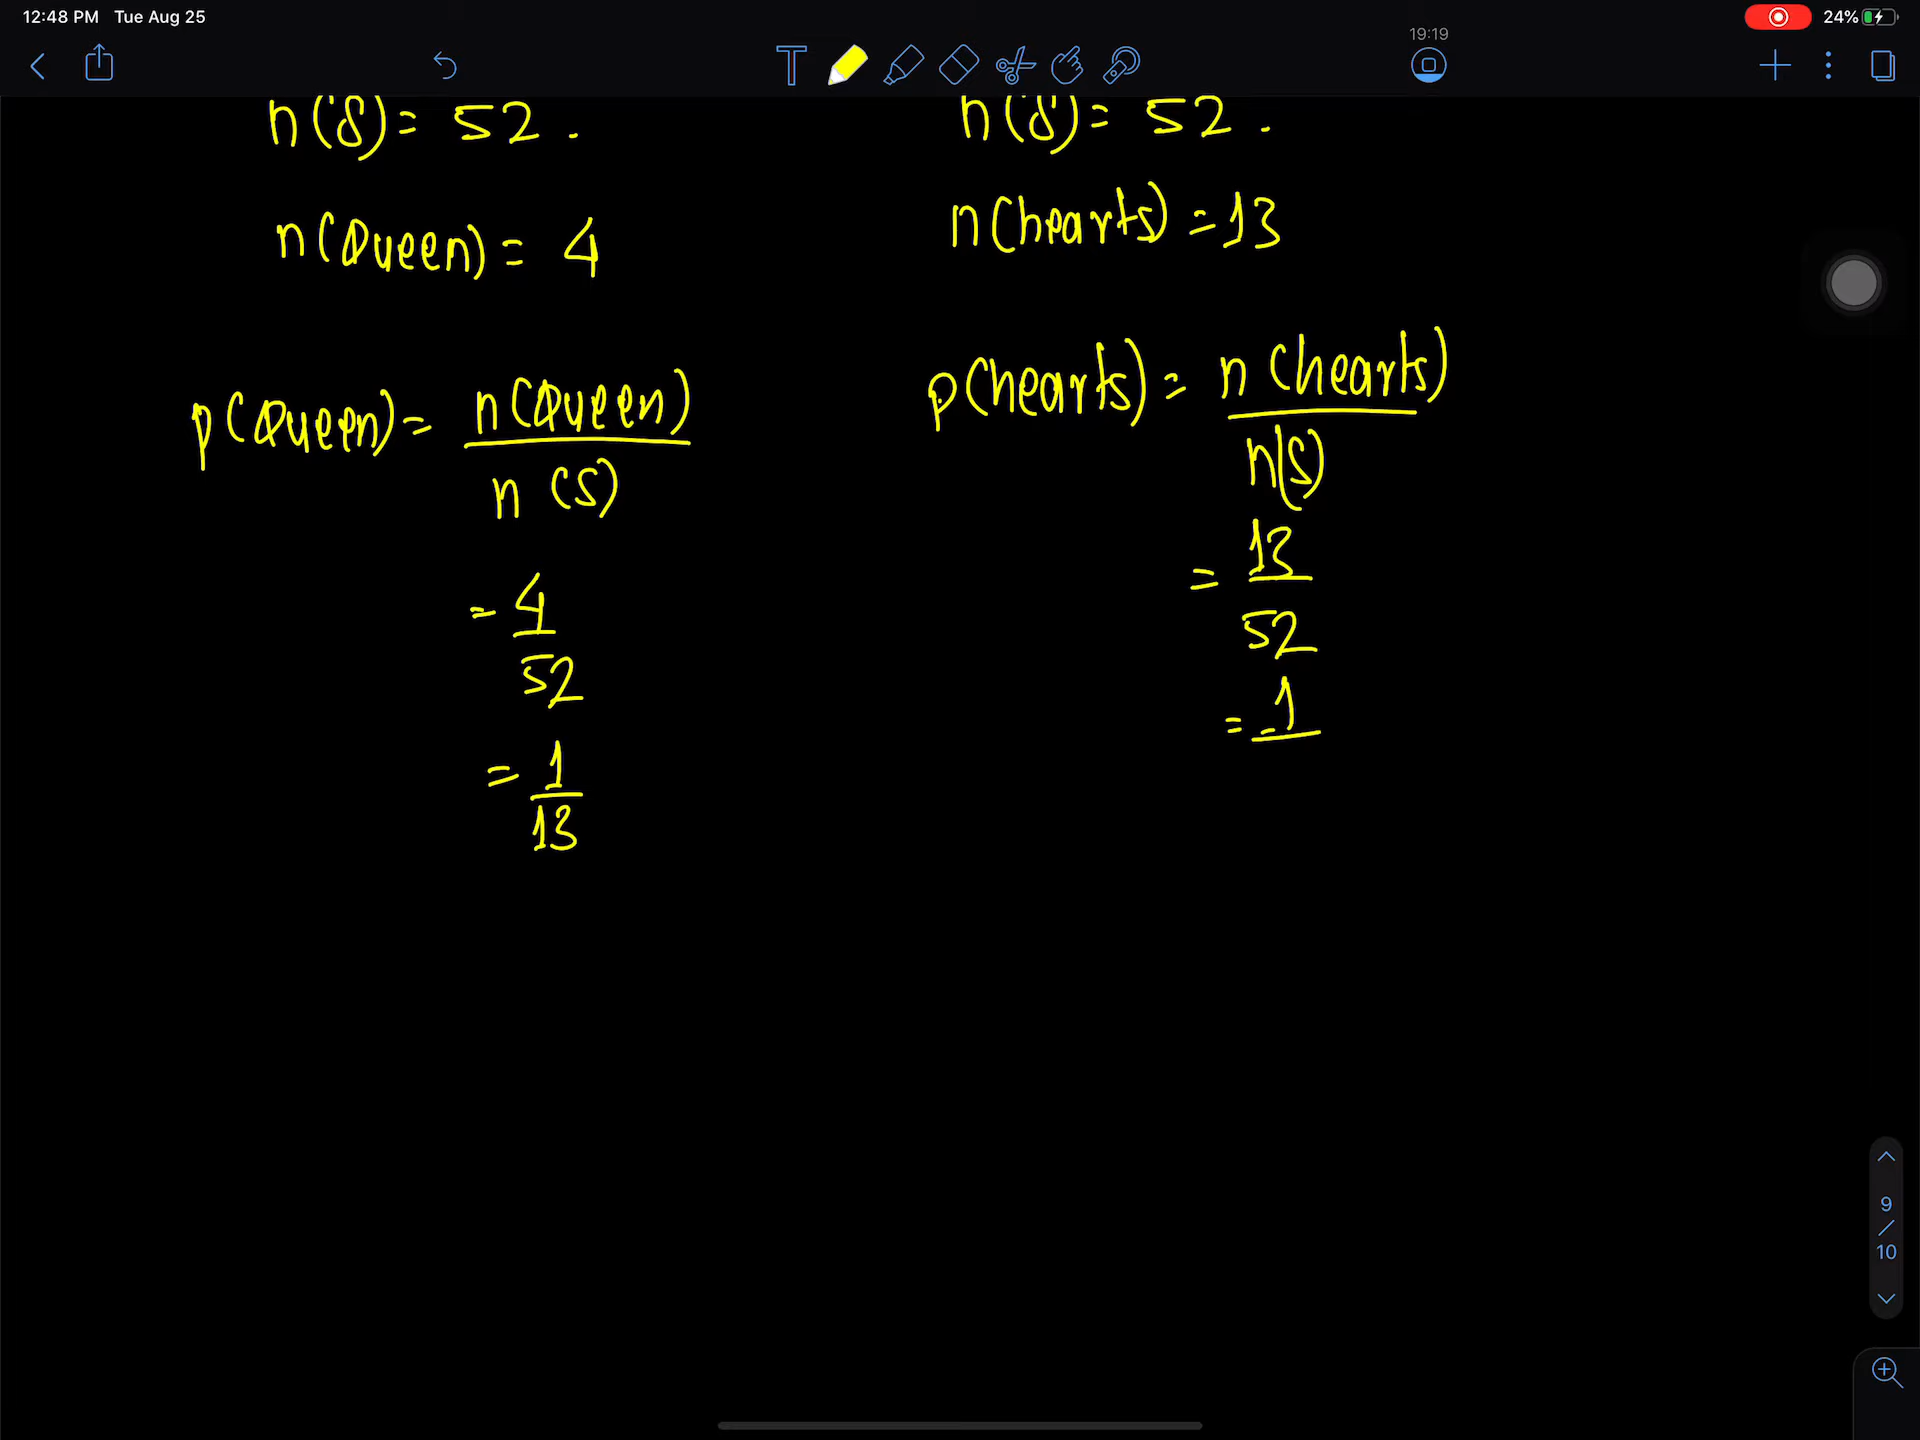 12:48 PM Tue Aug 25
24%
19:19
T
n(S) = 52.
n(Queen) = 4
p(Queen) = n(Queen)
n(S)
= 4
52
= 1
13
n(S) = 52.
n(hearts) = 13
p(hearts) = n(hearts)
n(S)
= 13
52
= 1
9
/
10